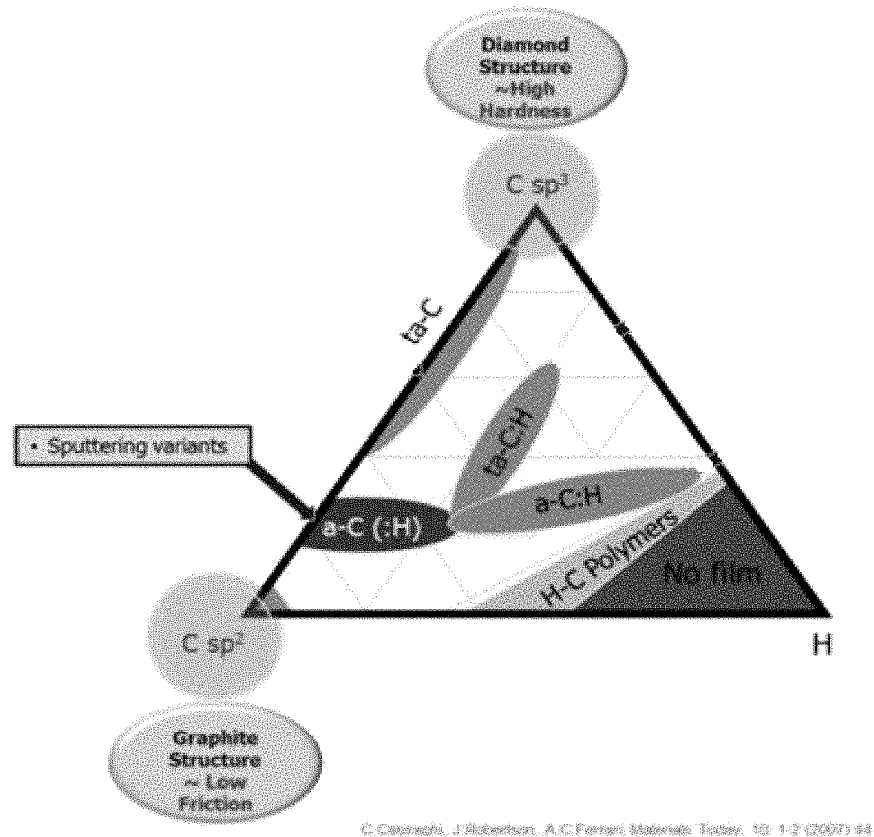 Diamond
Structure
~High
Hardness
C sp³
ta-C
• Sputtering variants
ta-C:H
a-C:H
a-C (:H)
H-C Polymers
No film
C sp²
H
Graphite
Structure
~ Low
Friction
J.Robertson, A.C.Ferrari, Materials Today, 10, 1-2 (2007) 44